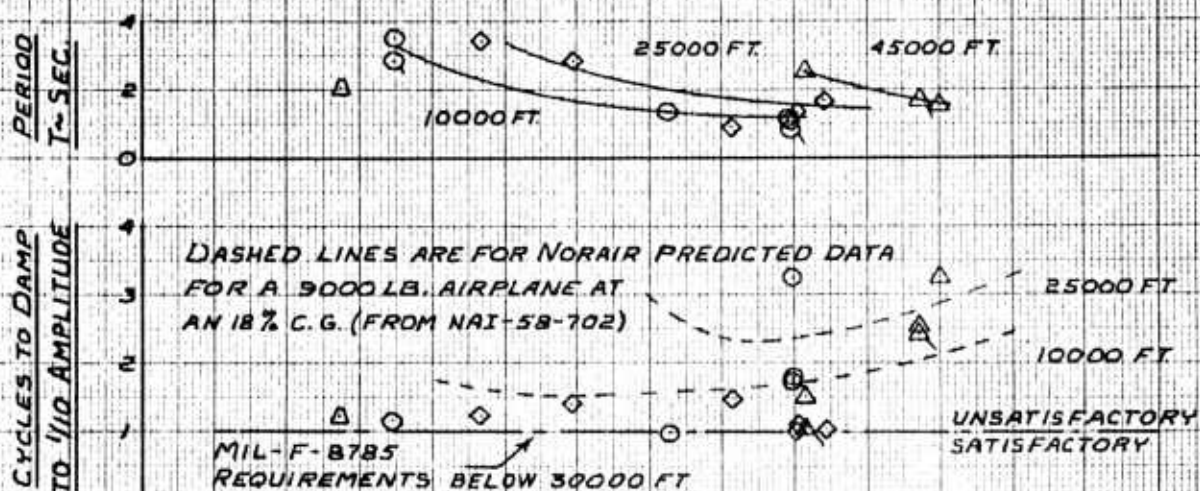 PERIOD
T~SEC.
4
2
0
25000 FT.
45000 FT.
10000 FT.
CYCLES TO DAMP
TO 1/10 AMPLITUDE
4
3
2
1
DASHED LINES ARE FOR NORAIR PREDICTED DATA
FOR A 9000 LB. AIRPLANE AT
AN 18% C.G. (FROM NAI-58-702)
25000 FT.
10000 FT.
UNSATISFACTORY
SATISFACTORY
MIL-F-8785
REQUIREMENTS BELOW 30000 FT.